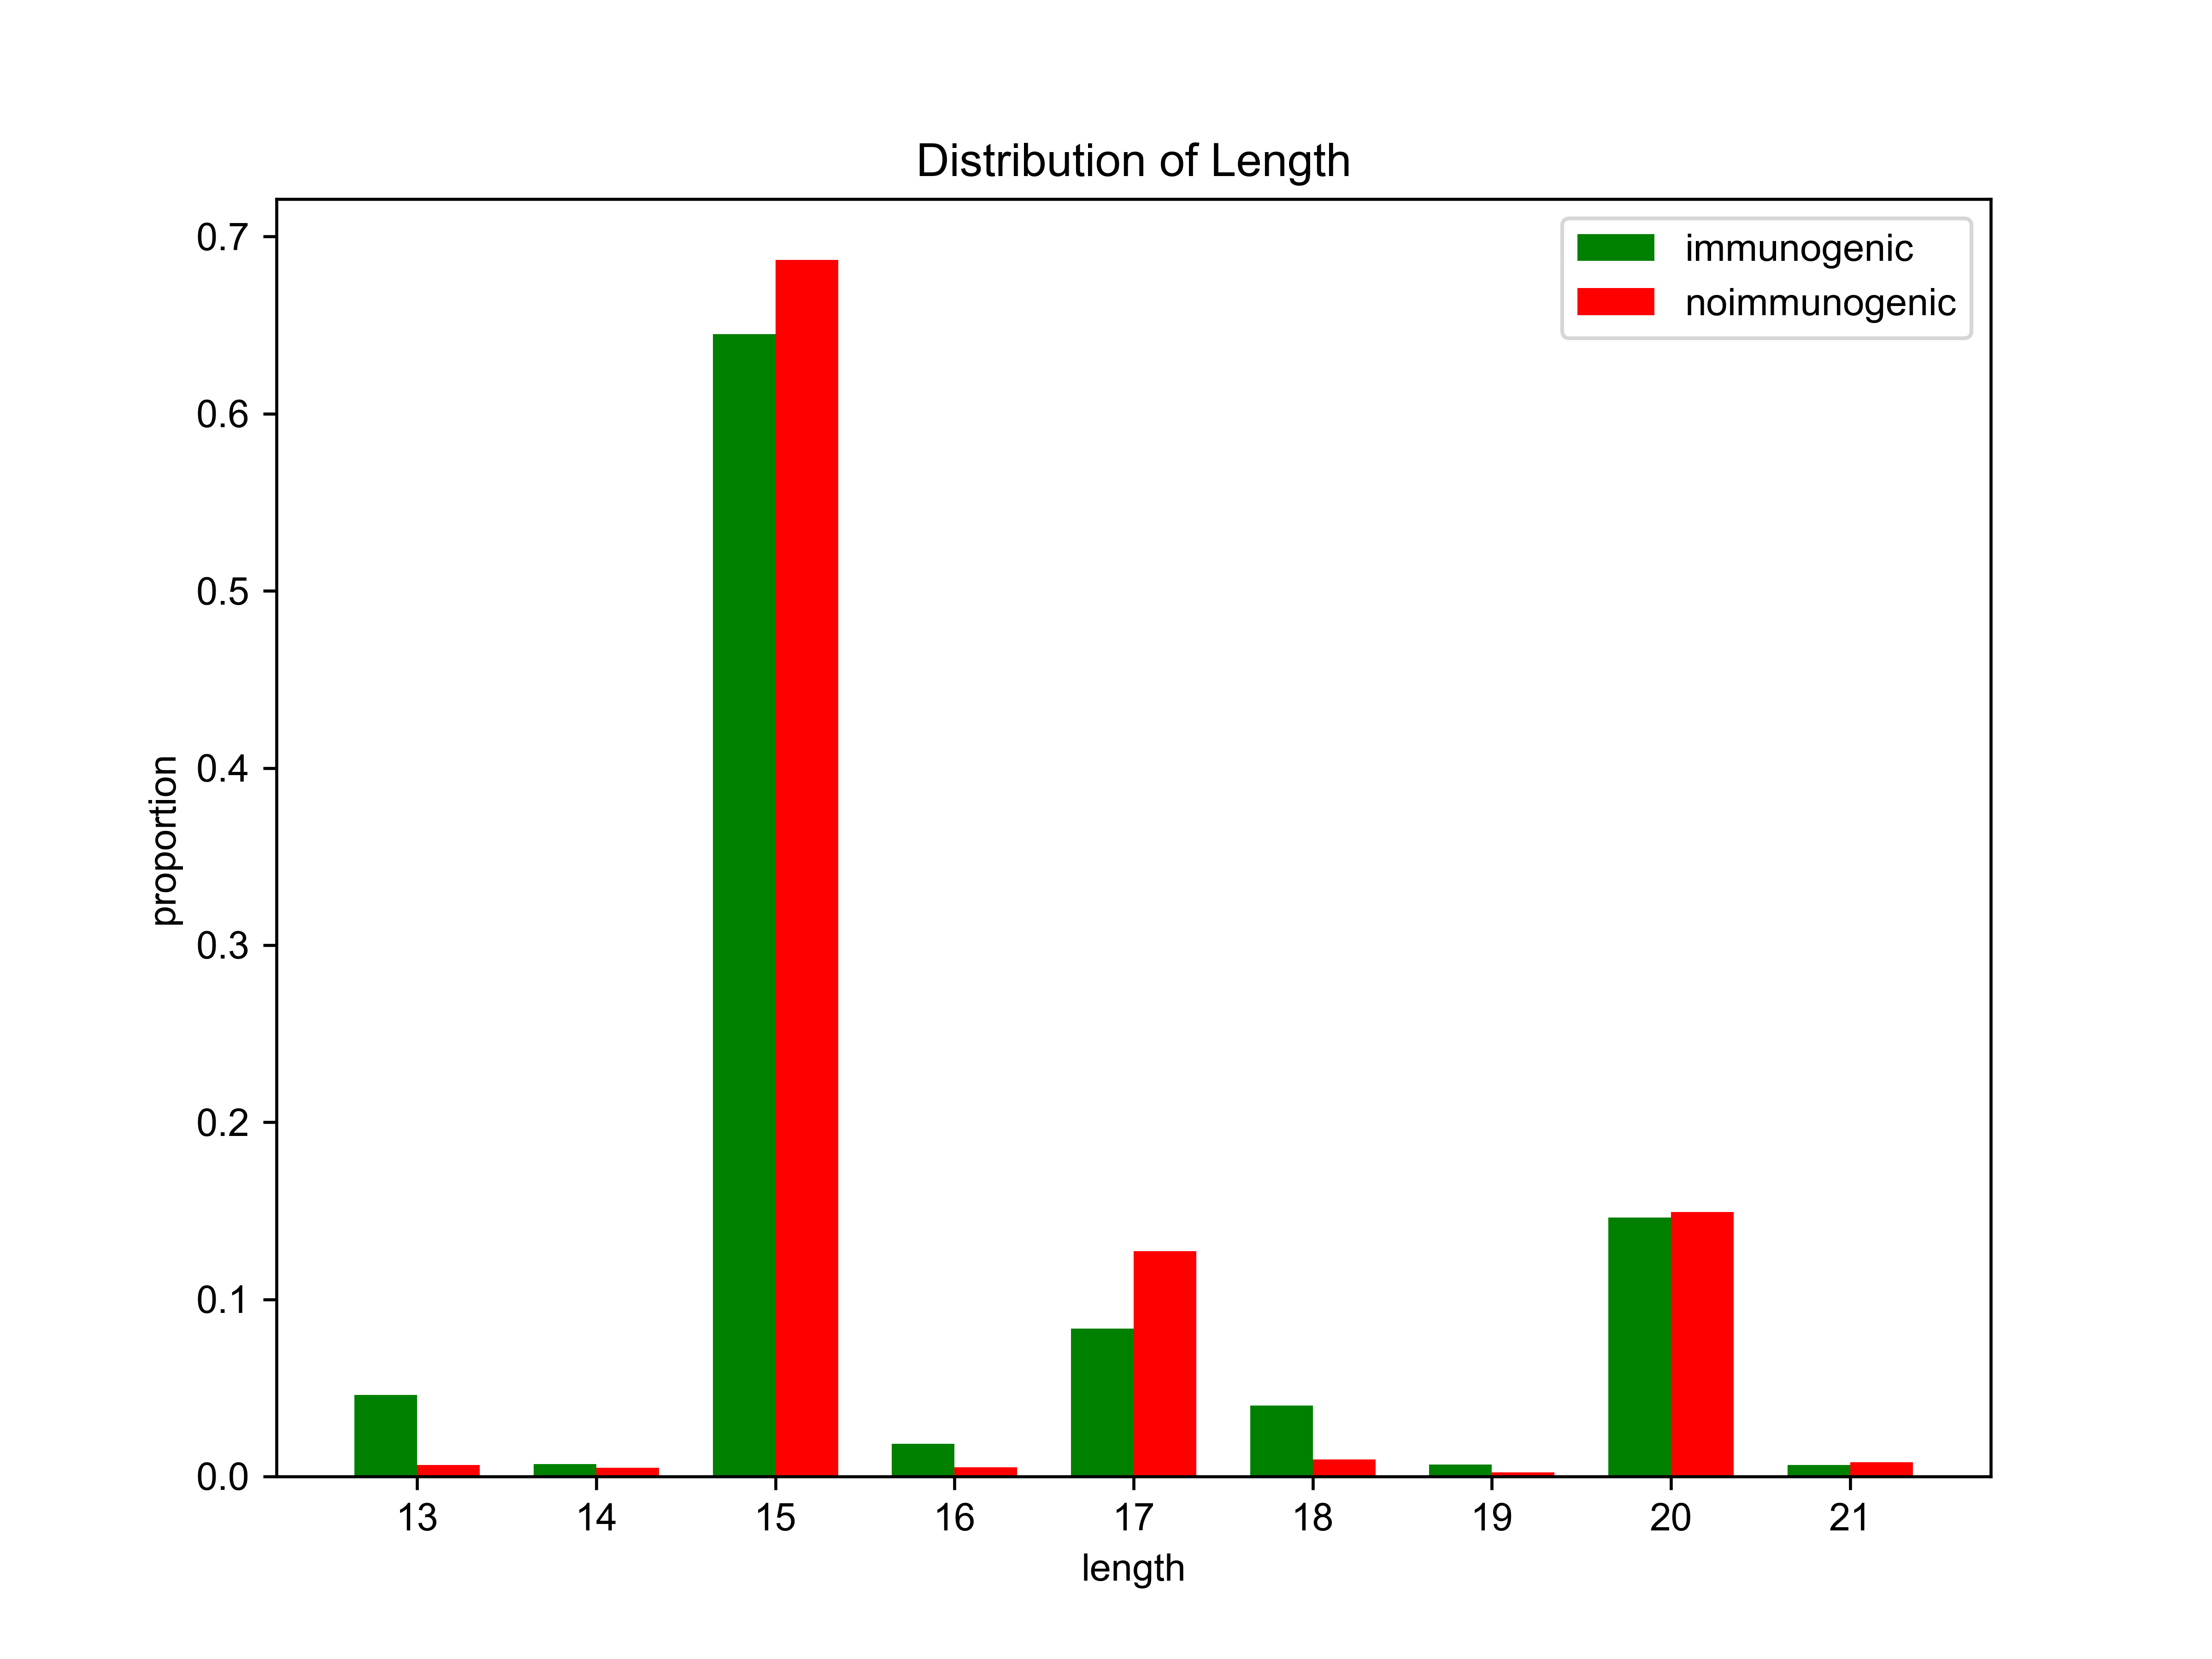 Distribution of Length
immunogenic
noimmunogenic
0.7
0.6
0.5
0.4
0.3
0.2
0.1
0.0
proportion
13 14 15 16 17 18 19 20 21
length